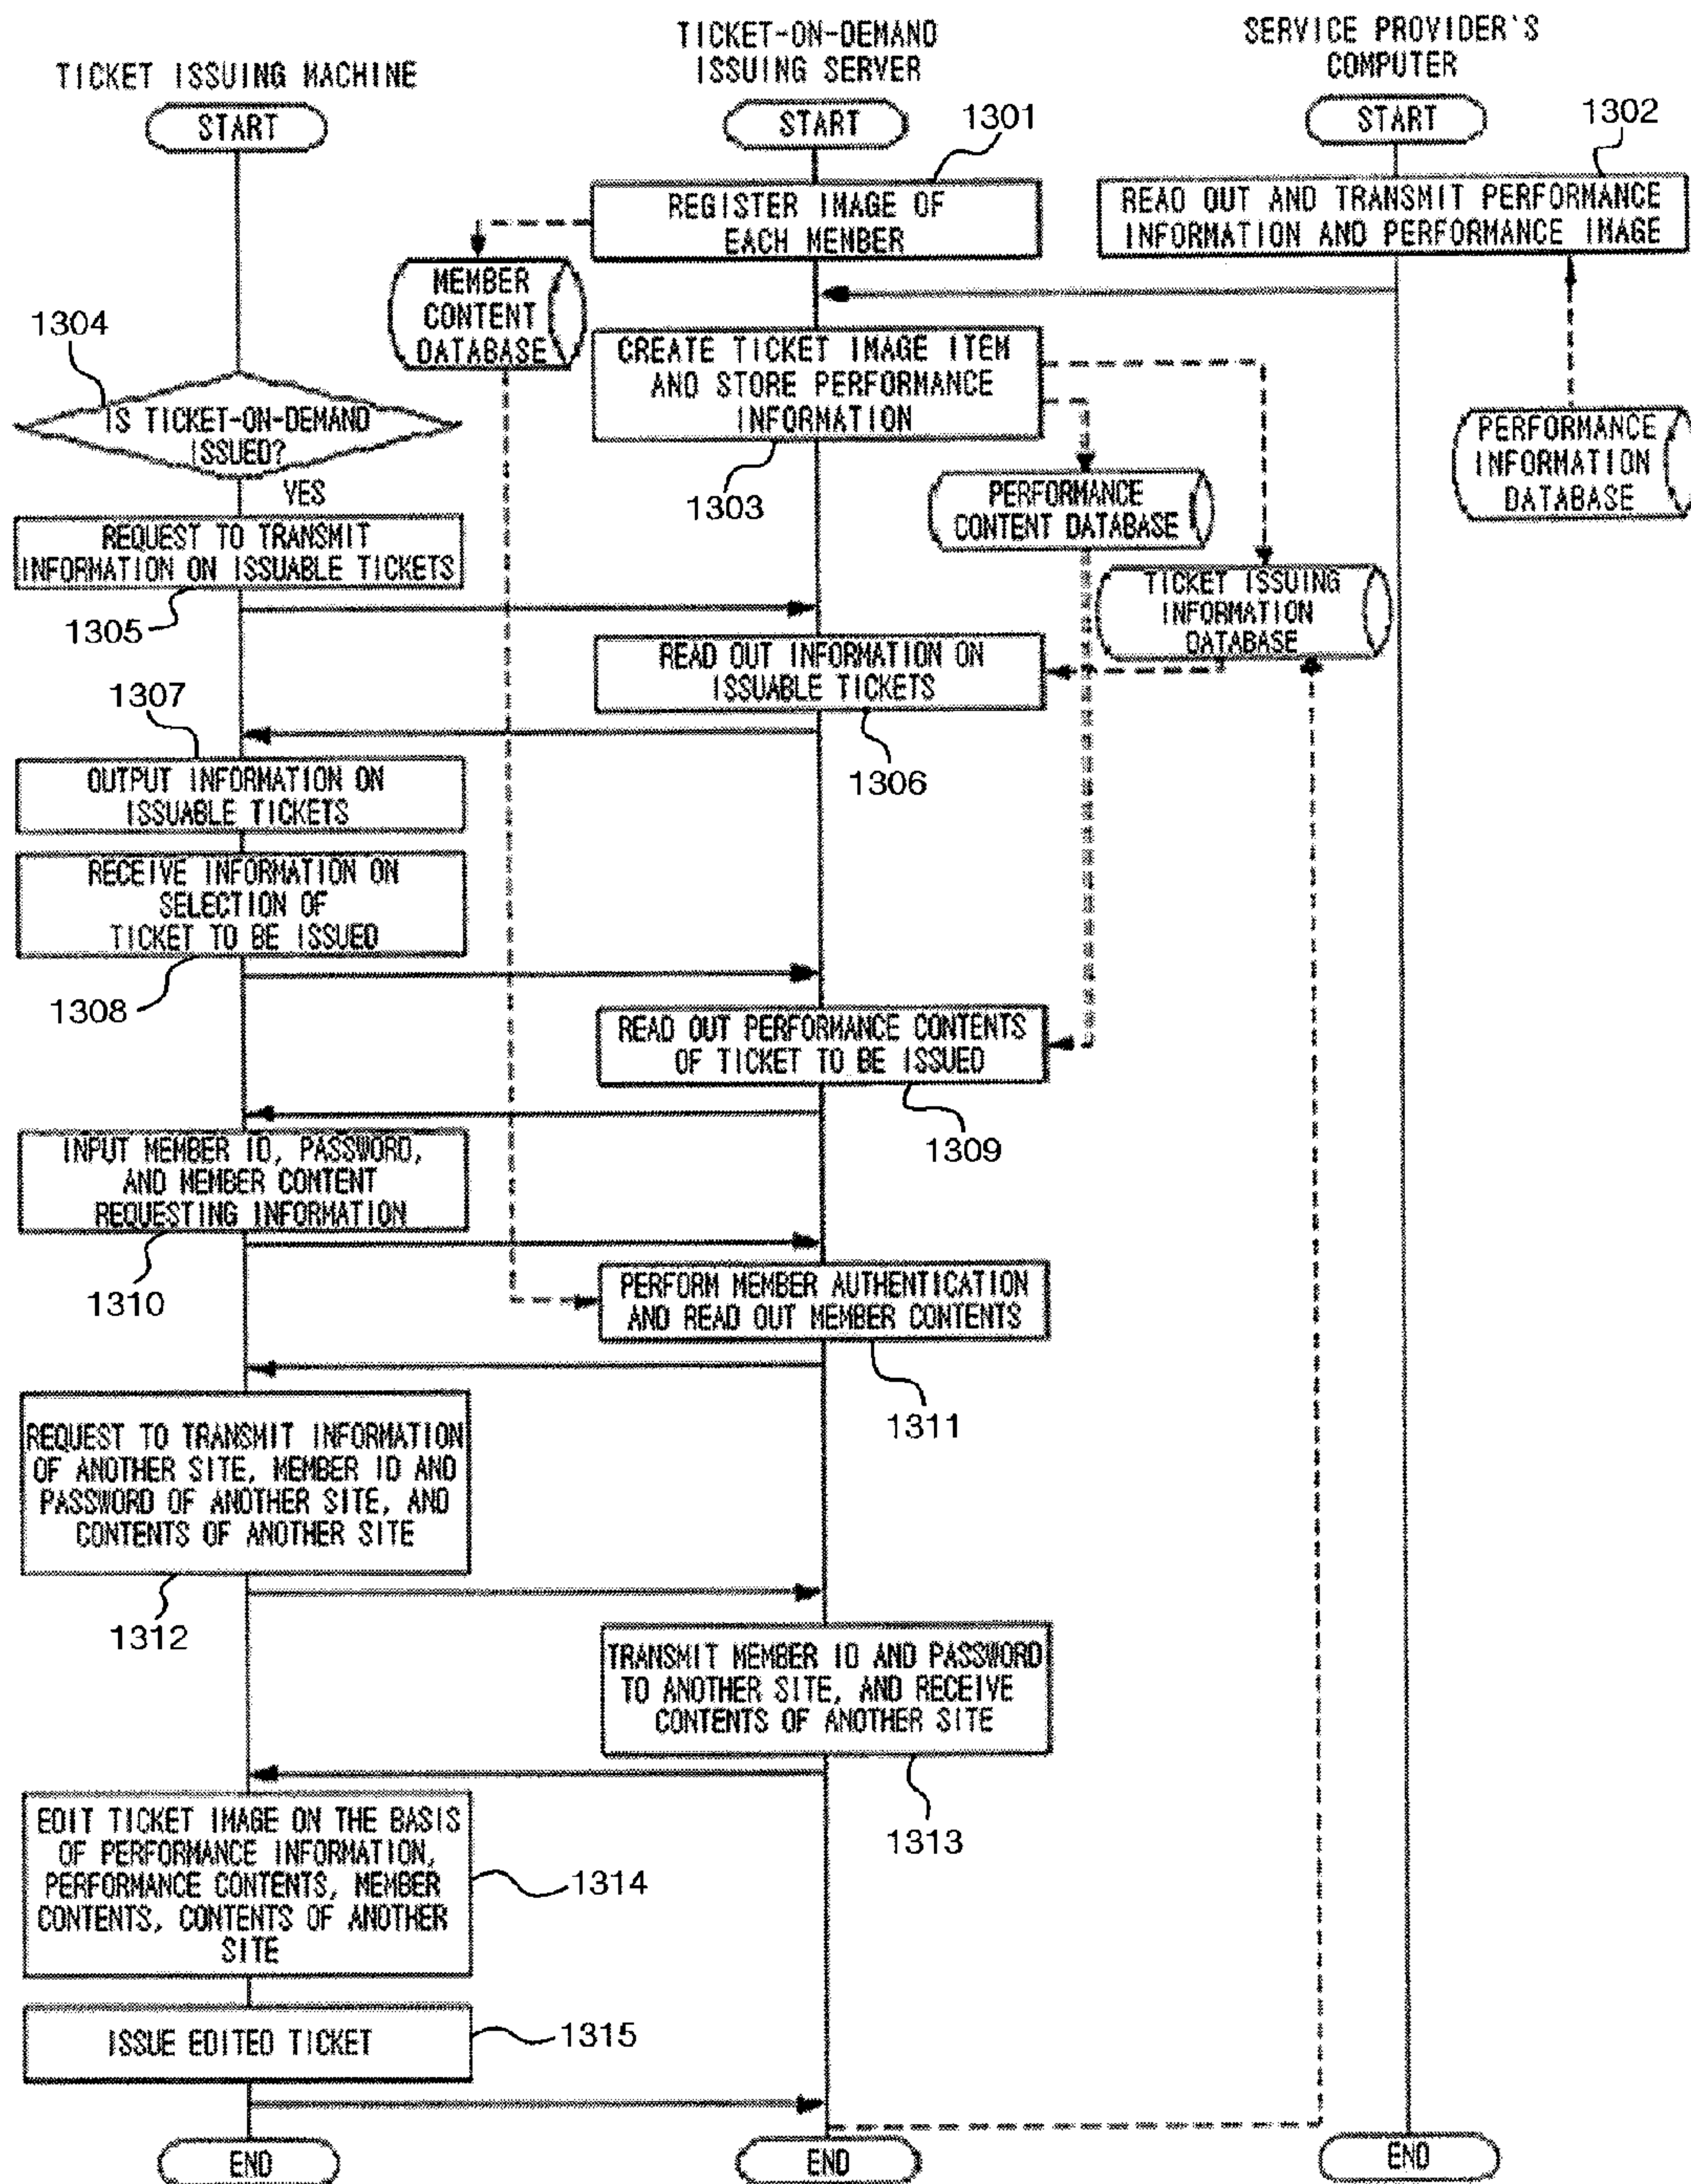 TICKET ISSUING MACHINE
TICKET-ON-DEMAND
ISSUING SERVER
SERVICE PROVIDER'S
COMPUTER
START
START
START
1301
1302
REGISTER IMAGE OF
EACH MEMBER
READ OUT AND TRANSMIT PERFORMANCE
INFORMATION AND PERFORMANCE IMAGE
MEMBER
CONTENT
DATABASE
1304
CREATE TICKET IMAGE ITEM
AND STORE PERFORMANCE
INFORMATION
1303
IS TICKET-ON-DEMAND
ISSUED?
YES
PERFORMANCE
INFORMATION
DATABASE
PERFORMANCE
CONTENT DATABASE
REQUEST TO TRANSMIT
INFORMATION ON ISSUABLE TICKETS
1305
TICKET ISSUING
INFORMATION
DATABASE
READ OUT INFORMATION ON
ISSUABLE TICKETS
1306
1307
OUTPUT INFORMATION ON
ISSUABLE TICKETS
RECEIVE INFORMATION ON
SELECTION OF
TICKET TO BE ISSUED
1308
READ OUT PERFORMANCE CONTENTS
OF TICKET TO BE ISSUED
1309
INPUT MEMBER ID, PASSWORD,
AND MEMBER CONTENT
REQUESTING INFORMATION
1310
PERFORM MEMBER AUTHENTICATION
AND READ OUT MEMBER CONTENTS
1311
REQUEST TO TRANSMIT INFORMATION
OF ANOTHER SITE, MEMBER ID AND
PASSWORD OF ANOTHER SITE, AND
CONTENTS OF ANOTHER SITE
1312
TRANSMIT MEMBER ID AND PASSWORD
TO ANOTHER SITE, AND RECEIVE
CONTENTS OF ANOTHER SITE
1313
EDIT TICKET IMAGE ON THE BASIS
OF PERFORMANCE INFORMATION,
PERFORMANCE CONTENTS, MEMBER
CONTENTS, CONTENTS OF ANOTHER
SITE
1314
ISSUE EDITED TICKET
1315
END
END
END